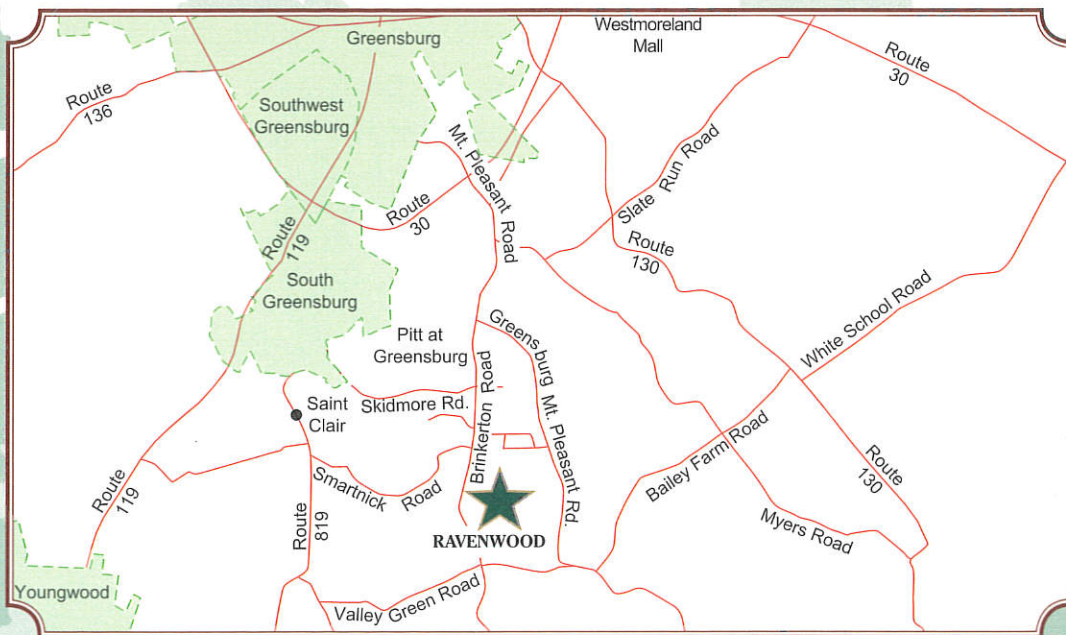 Westmoreland
Mall
Greensburg
Route
30
Route
136
Southwest
Greensburg
Mt. Pleasant Road
Slate Run Road
Route
30
Route
119
Route
130
South
Greensburg
White School Road
Pitt at
Greensburg
Greensburg Mt. Pleasant Rd.
Brinkerton Road
Saint
Clair
Skidmore Rd.
Bailey Farm Road
Smartnick Road
Route
119
Route
819
Route
130
RAVENWOOD
Myers Road
Youngwood
Valley Green Road